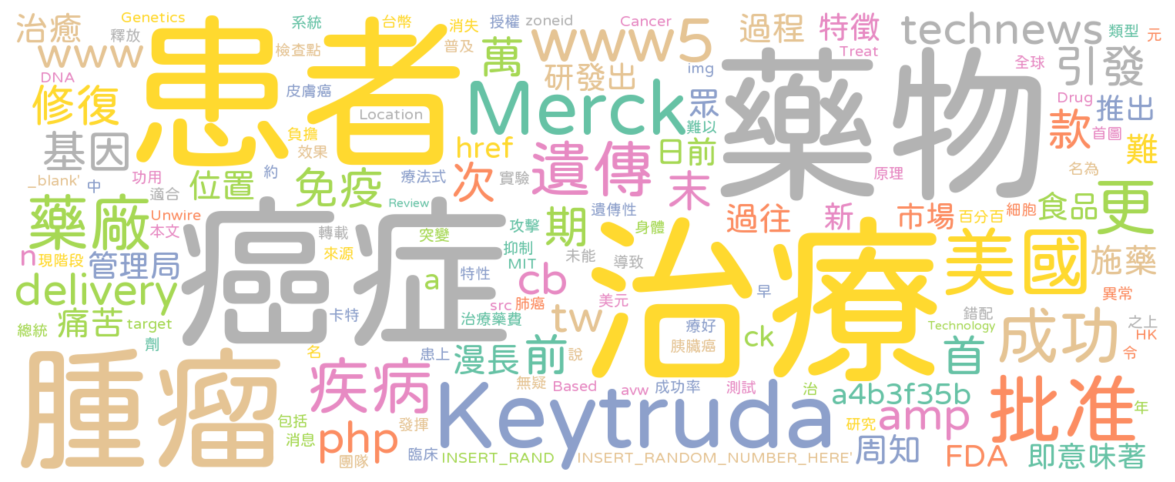 治癒 Genetics 系統 台幣 消失 授權 zoneid Cancer 過程 特徵 technews 類型 元
www 釋放 患者 檢查點 普及 萬 www5 研發出 img Treat 藥物 全球 引發
DNA 修復 皮膚癌 Location Merck 眾 難以 Drug 推出
基因 負擔 效果 href 遺傳 日前 款 首圖 難
_blank' 中 功用 適合 位置 約 免疫 療法式 次 實驗 末 原理 名為 更
藥廠 Unwire 本文 癌症 轉載 Review 突變 攻擊 期 遺傳性 身體 過往 新 市場 百分百 細胞 食品
n 現階段 管理局 來源 a 特性 抑制 MIT 未能 導致 治療 美國 施藥
delivery cb src 肺癌 美元 早 異常
總統 痛苦 target 劑 卡特 治療藥費 tw 療好 胰臟癌 ck 錯配 Technology 成功 之上 HK
腫瘤 名 疾病 患上 漫長 前 說 首 令
無疑 Based avw 成功率 測試 治 a4b3f35b 批准 年
包括 消息 php 發揮 Keytruda 研究 amp 周知
團隊 臨床 INSERT_RAND INSERT_RANDOM_NUMBER_HERE' FDA 即意味著